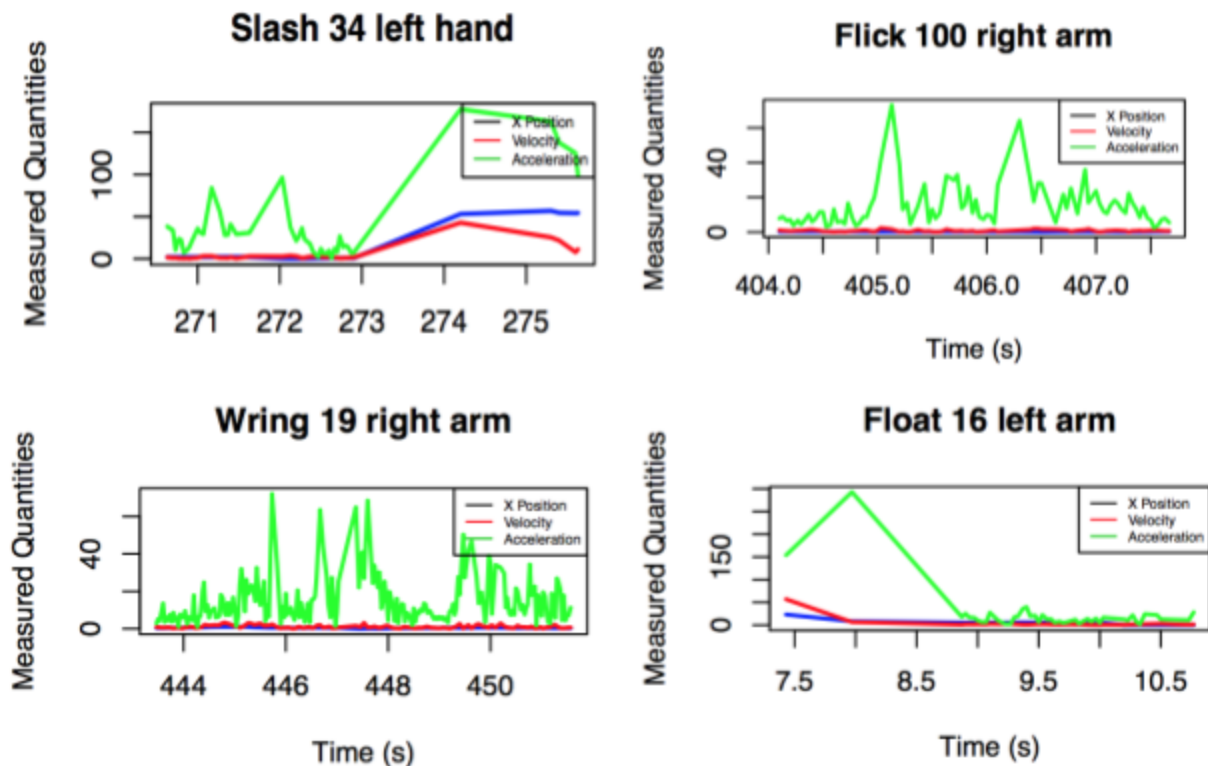 Slash 34 left hand
Measured Quantities
100
0
X Position
Velocity
Acceleration
271 272 273 274 275
Flick 100 right arm
Measured Quantities
40
0
X Position
Velocity
Acceleration
404.0 405.0 406.0 407.0
Time (s)
Wring 19 right arm
Measured Quantities
40
0
X Position
Velocity
Acceleration
444 446 448 450
Time (s)
Float 16 left arm
Measured Quantities
150
0
X Position
Velocity
Acceleration
7.5 8.5 9.5 10.5
Time (s)